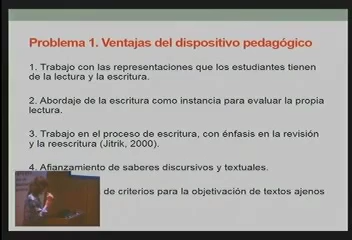 Problema 1. Ventajas del dispositivo pedagógico
1. Trabajo con las representaciones que los estudiantes tienen
de la lectura y la escritura.
2. Abordaje de la escritura como instancia para evaluar la propia
lectura.
3. Trabajo en el proceso de escritura, con énfasis en la revisión
y la reescritura (Jitrik, 2000).
4. Afianzamiento de saberes discursivos y textuales.
de criterios para la objetivación de textos ajenos